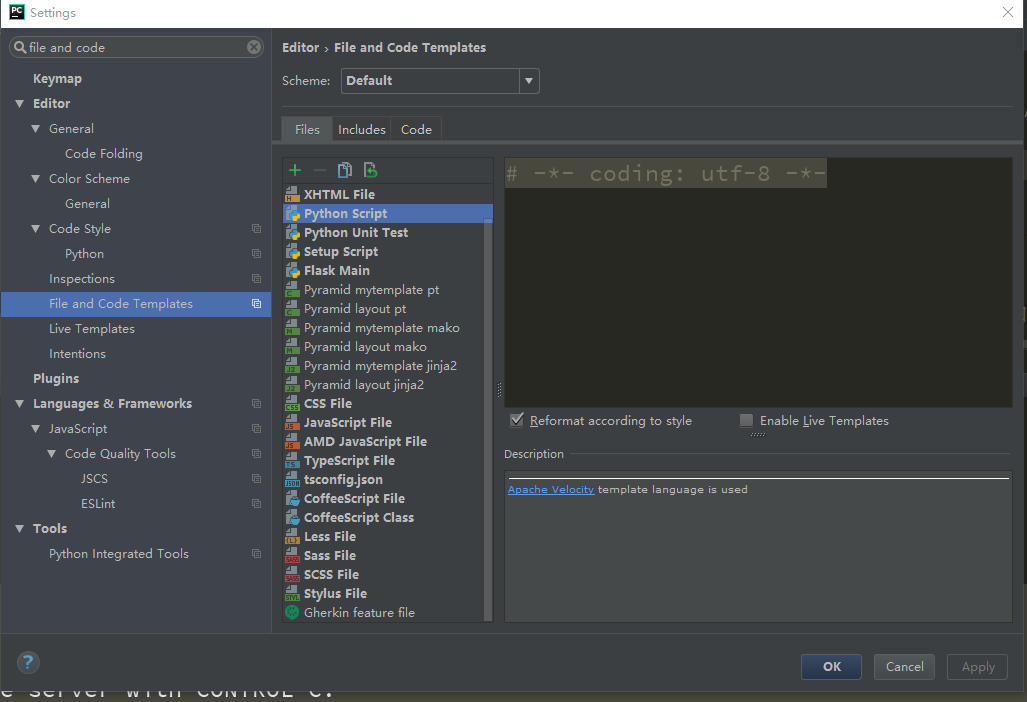 PC Settings
file and code
Keymap
Editor
General
Code Folding
Color Scheme
General
Code Style
Python
Inspections
File and Code Templates
Live Templates
Intentions
Plugins
Languages & Frameworks
JavaScript
Code Quality Tools
JSCS
ESLint
Tools
Python Integrated Tools
Editor › File and Code Templates
Scheme: Default
Files Includes Code
XHTML File
Python Script
Python Unit Test
Setup Script
Flask Main
Pyramid mytemplate pt
Pyramid layout pt
Pyramid mytemplate mako
Pyramid layout mako
Pyramid mytemplate jinja2
Pyramid layout jinja2
CSS File
JavaScript File
AMD JavaScript File
TypeScript File
tsconfig.json
CoffeeScript File
CoffeeScript Class
Less File
Sass File
SCSS File
Stylus File
Gherkin feature file
# -*- coding: utf-8 -*-
Reformat according to style Enable Live Templates
Description
Apache Velocity template language is used
? OK Cancel Apply
e server with CONTROL-C.